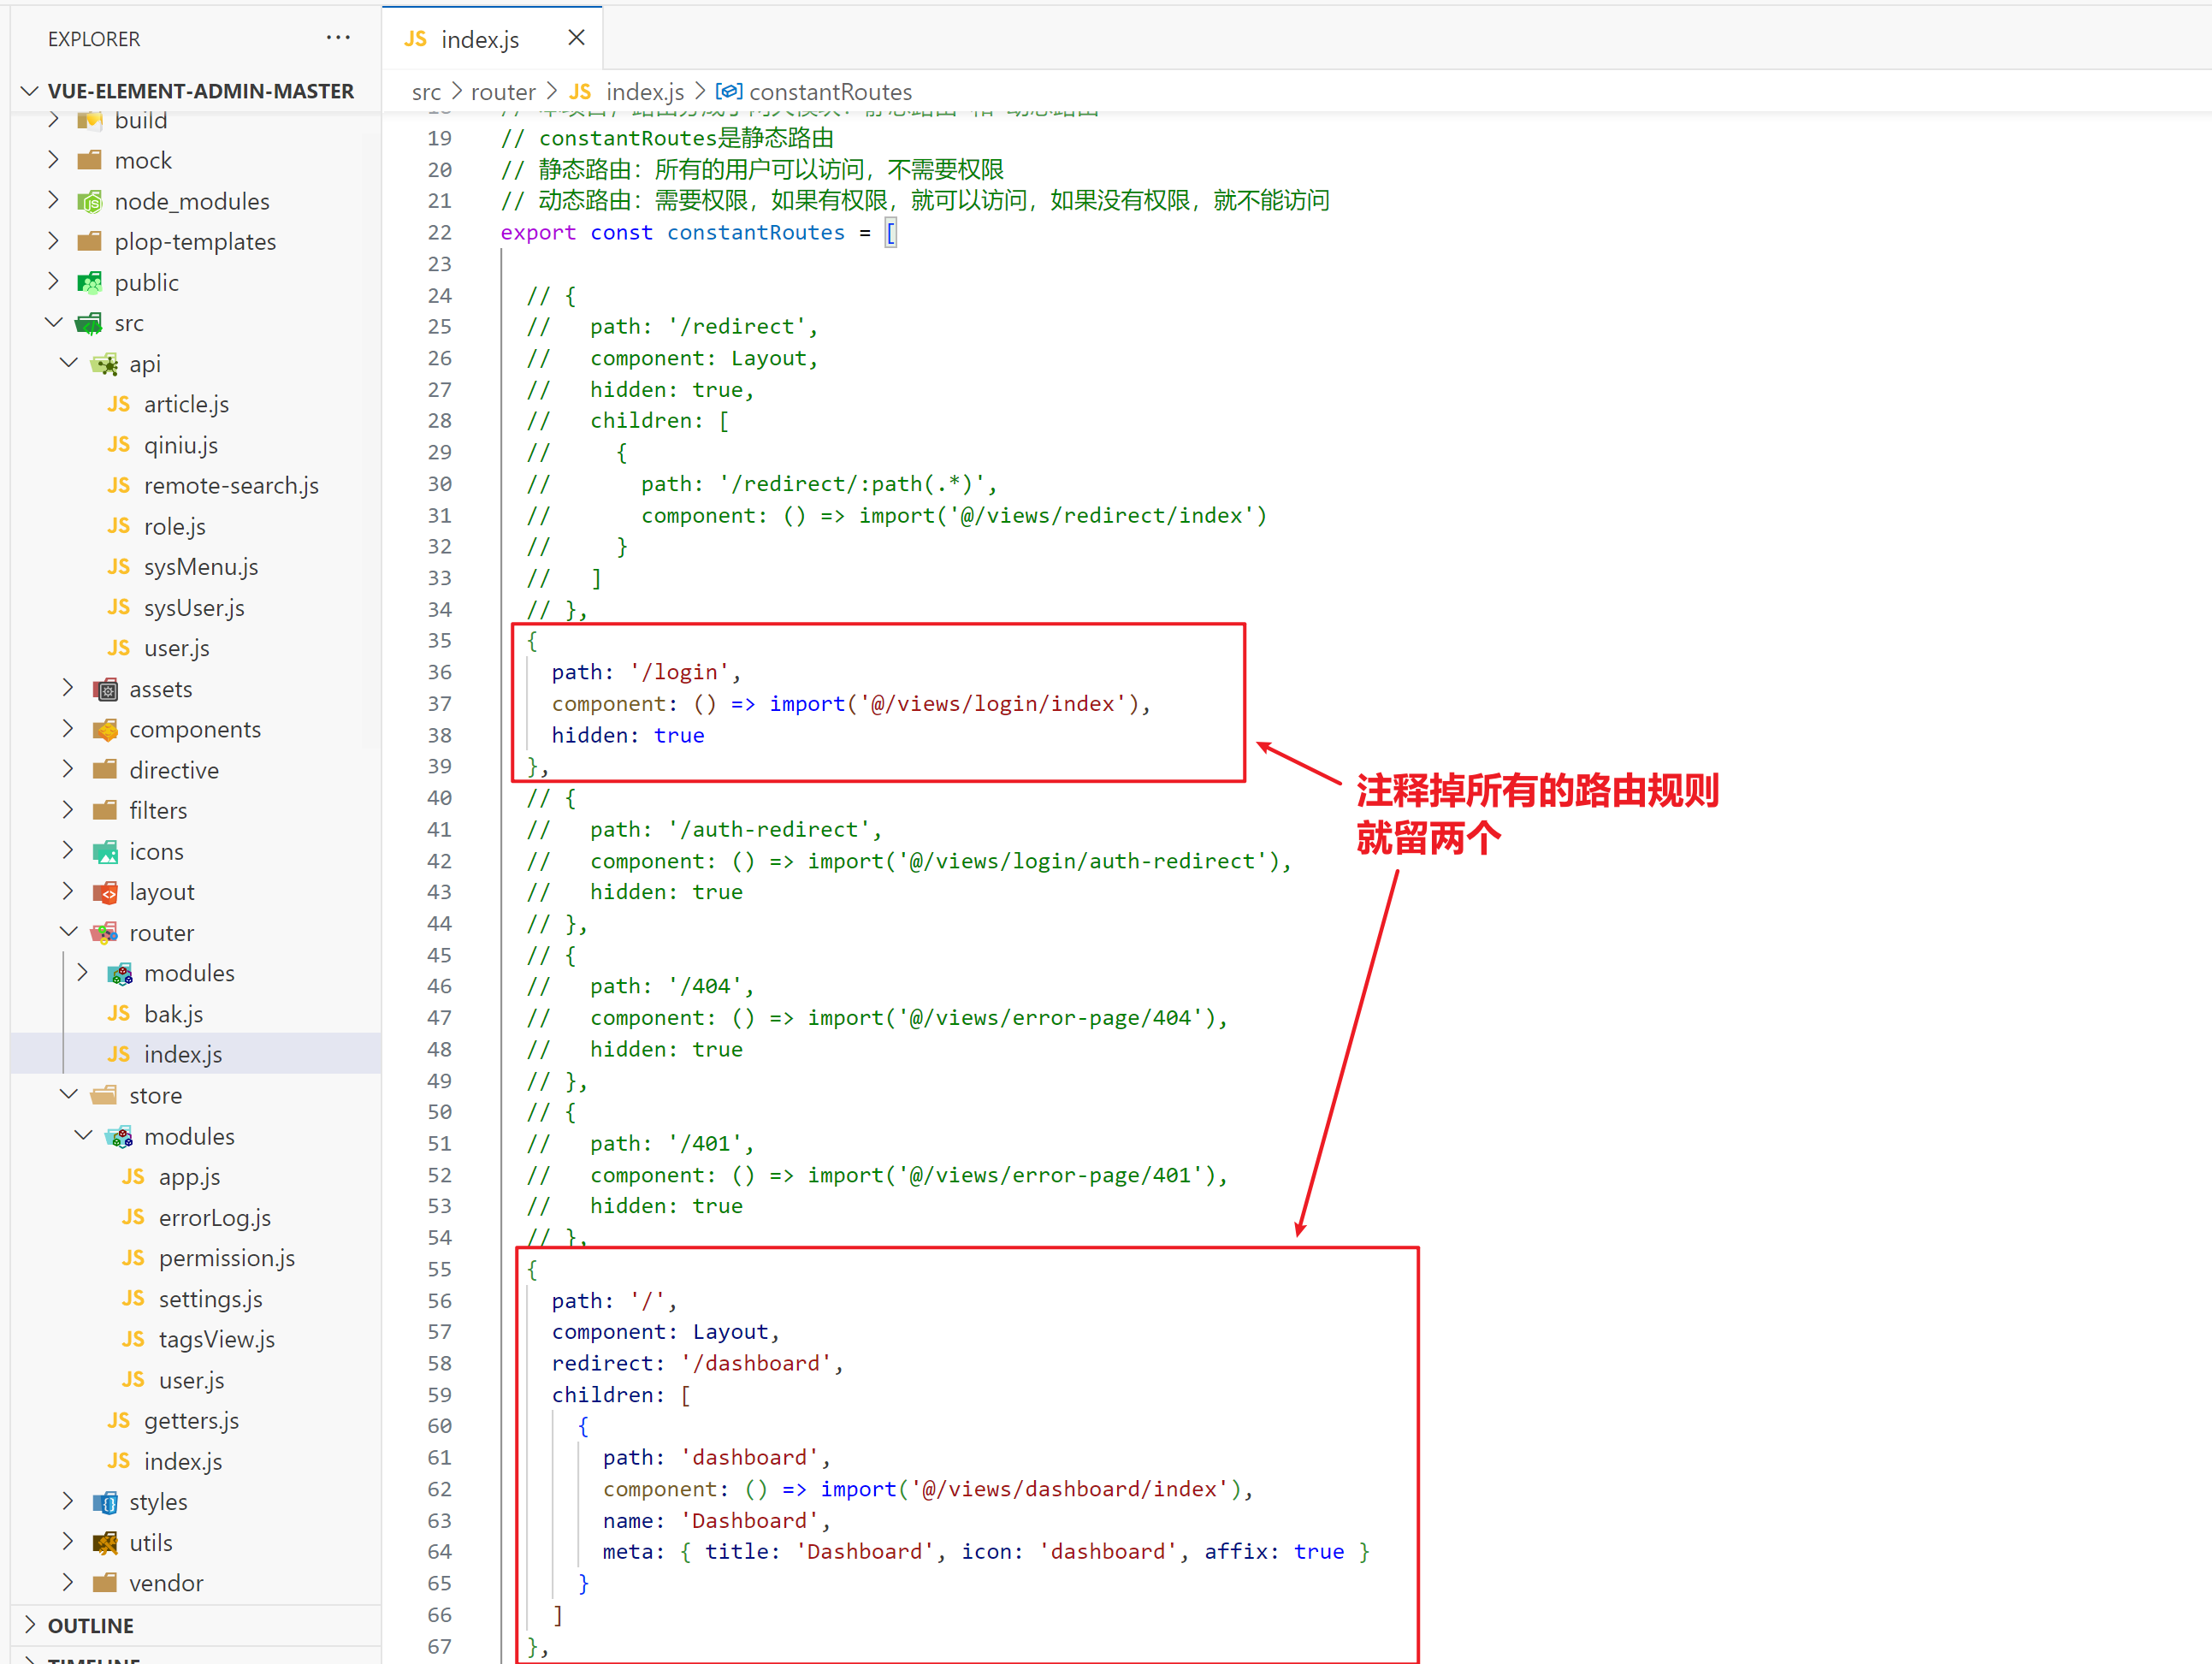 EXPLORER
VUE-ELEMENT-ADMIN-MASTER
build
mock
node_modules
plop-templates
public
src
api
JS article.js
JS qiniu.js
JS remote-search.js
JS role.js
JS sysMenu.js
JS sysUser.js
JS user.js
assets
components
directive
filters
icons
layout
router
modules
JS bak.js
JS index.js
store
modules
JS app.js
JS errorLog.js
JS permission.js
JS settings.js
JS tagsView.js
JS user.js
JS getters.js
JS index.js
styles
utils
vendor
OUTLINE
TIMELINE
JS index.js
src > router > JS index.js > constantRoutes
19 // constantRoutes是静态路由
20 // 静态路由：所有的用户可以访问，不需要权限
21 // 动态路由：需要权限，如果有权限，就可以访问，如果没有权限，就不能访问
22 export const constantRoutes = [
23
24 // {
25 //   path: '/redirect',
26 //   component: Layout,
27 //   hidden: true,
28 //   children: [
29 //     {
30 //       path: '/redirect/:path(.*)',
31 //       component: () => import('@/views/redirect/index')
32 //     }
33 //   ]
34 // },
35 {
36 path: '/login',
37 component: () => import('@/views/login/index'),
38 hidden: true
39 },
40 // {
41 //   path: '/auth-redirect',
42 //   component: () => import('@/views/login/auth-redirect'),
43 //   hidden: true
44 // },
45 // {
46 //   path: '/404',
47 //   component: () => import('@/views/error-page/404'),
48 //   hidden: true
49 // },
50 // {
51 //   path: '/401',
52 //   component: () => import('@/views/error-page/401'),
53 //   hidden: true
54 // },
55 {
56 path: '/',
57 component: Layout,
58 redirect: '/dashboard',
59 children: [
60 {
61 path: 'dashboard',
62 component: () => import('@/views/dashboard/index'),
63 name: 'Dashboard',
64 meta: { title: 'Dashboard', icon: 'dashboard', affix: true }
65 }
66 ]
67 },
注释掉所有的路由规则
就留两个